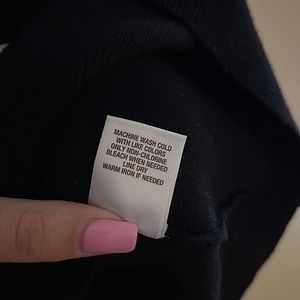 MACHINE WASH COLD
WITH LIKE COLORS
ONLY NON-CHLORINE
BLEACH WHEN NEEDED
LINE DRY
WARM IRON IF NEEDED